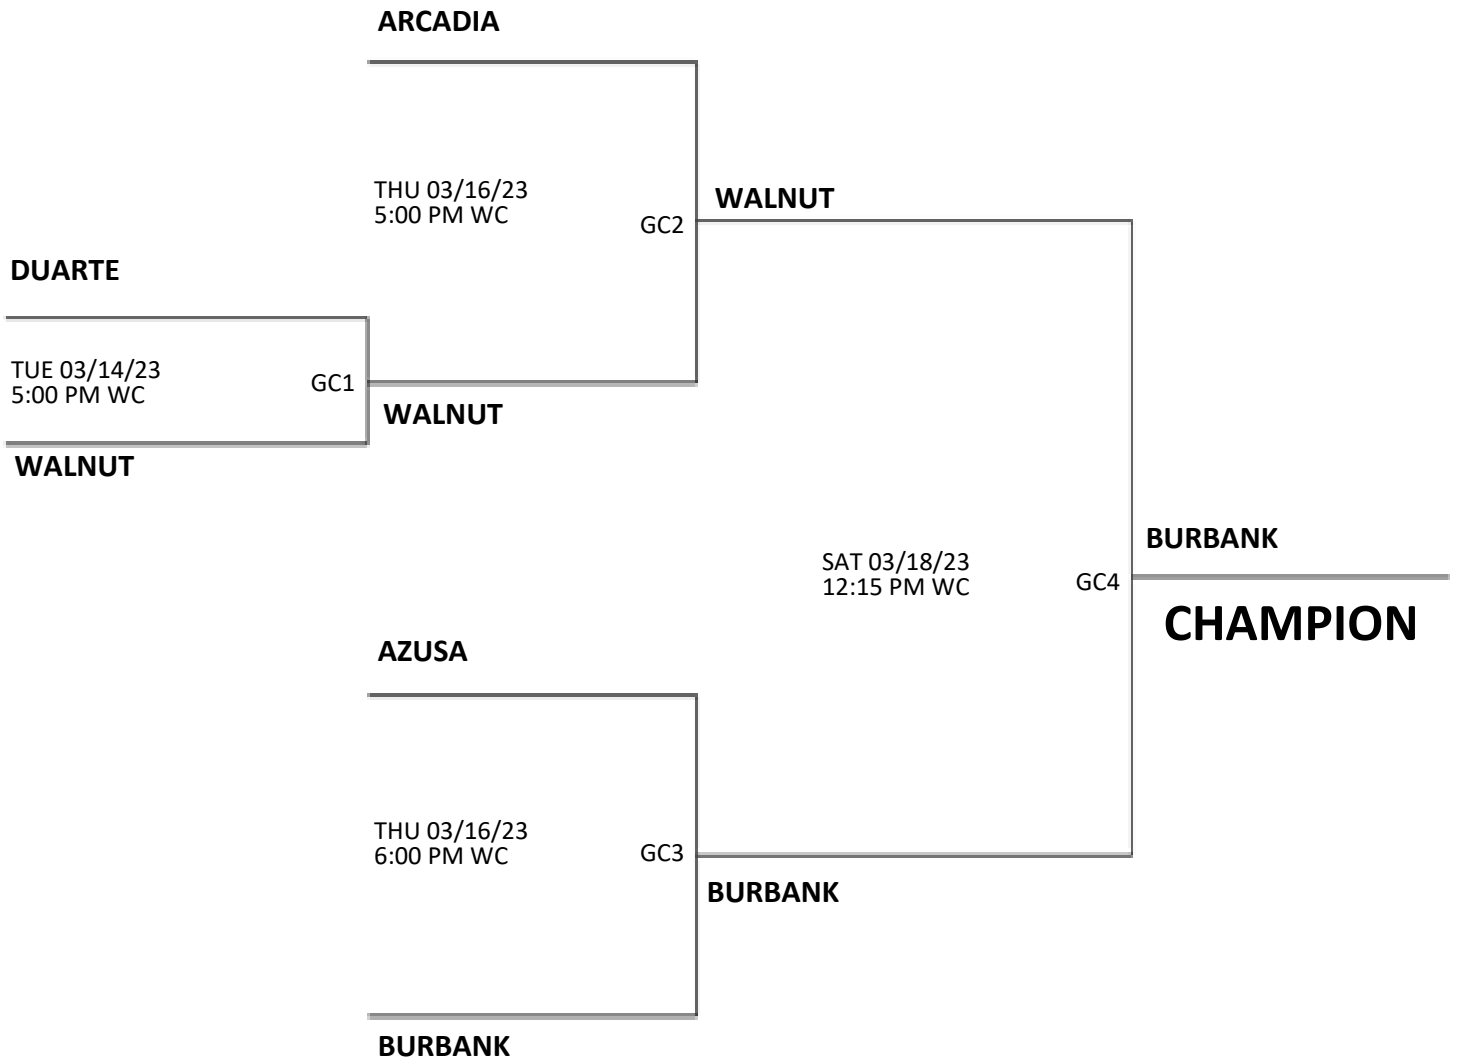 ARCADIA
THU 03/16/23
5:00 PM WC
GC2
WALNUT
DUARTE
TUE 03/14/23
5:00 PM WC
GC1
WALNUT
WALNUT
SAT 03/18/23
12:15 PM WC
GC4
BURBANK
CHAMPION
AZUSA
THU 03/16/23
6:00 PM WC
GC3
BURBANK
BURBANK